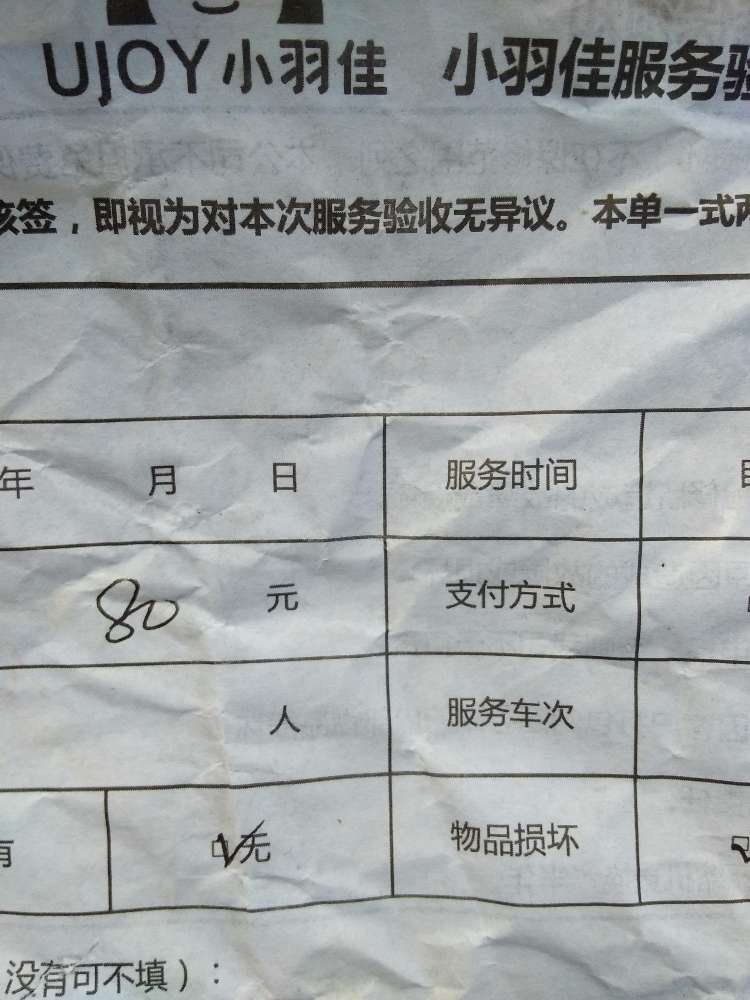 UJOY小羽佳 小羽佳服务验
核签，即视为对本次服务验收无异议。本单一式两
年 月 日 服务时间
80 元 支付方式
人 服务车次
有 □√无 物品损坏
没有可不填）：